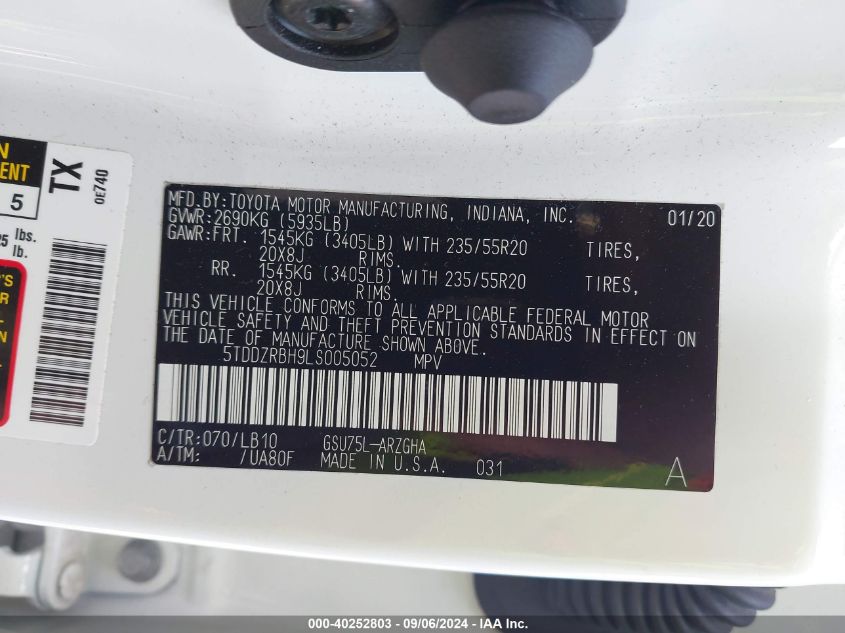 N
ENT
5
25 lbs.
lb.
'S
R
L
TX
0E740
MFD.BY:TOYOTA MOTOR MANUFACTURING, INDIANA, INC. 01/20
GVWR:2690KG (5935LB)
GAWR:FRT. 1545KG (3405LB) WITH 235/55R20 TIRES,
20X8J RIMS.
RR. 1545KG (3405LB) WITH 235/55R20 TIRES,
20X8J RIMS.
THIS VEHICLE CONFORMS TO ALL APPLICABLE FEDERAL MOTOR
VEHICLE SAFETY AND THEFT PREVENTION STANDARDS IN EFFECT ON
THE DATE OF MANUFACTURE SHOWN ABOVE.
5TDDZRBH9LS005052 MPV
C/TR:070/LB10 GSU75L-ARZGHA
A/TM: /UA80F MADE IN U.S.A. 031
A
000-40252803 - 09/06/2024 - IAA Inc.